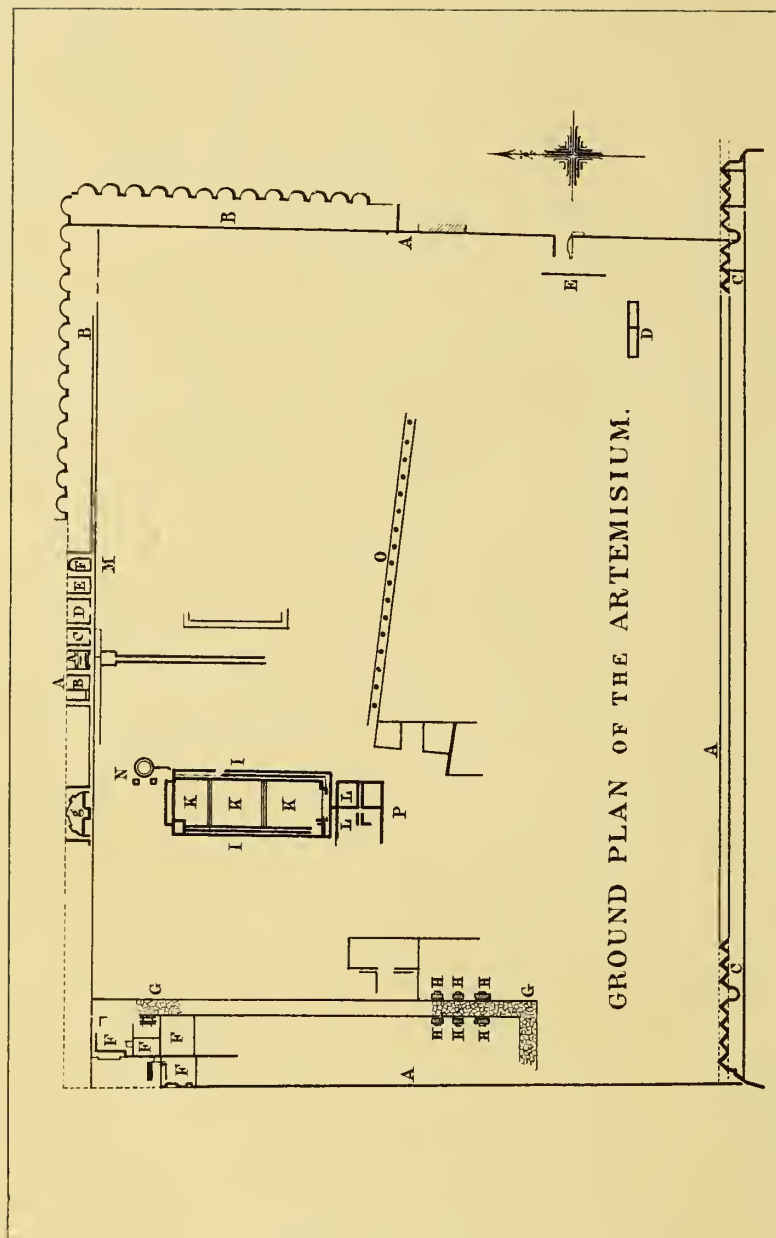 A
g B A C D E F
B
M
F
N
F G
F F
K
B
I K I
K
L L
O
P
A A
H H
H H
H H
G
E
GROUND PLAN OF THE ARTEMISIUM.
D
A
C C